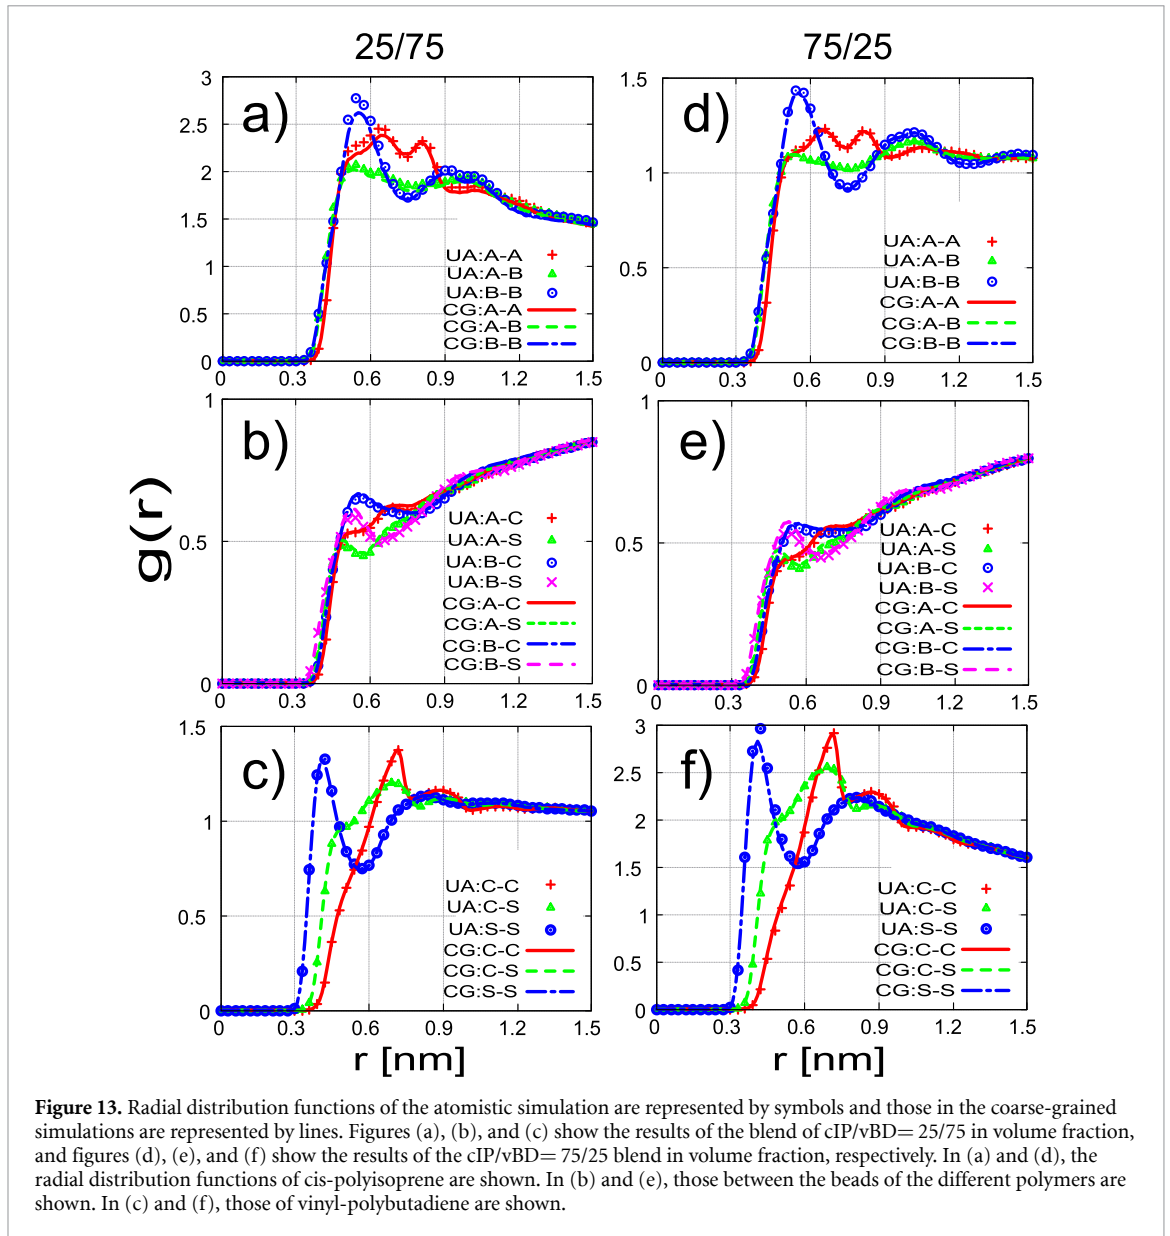 25/75
75/25
a)
3
2.5
2
1.5
1
0.5
0
0 0.3 0.6 0.9 1.2 1.5
UA:A-A
UA:A-B
UA:B-B
CG:A-A
CG:A-B
CG:B-B
d)
1.5
1
0.5
0
0 0.3 0.6 0.9 1.2 1.5
UA:A-A
UA:A-B
UA:B-B
CG:A-A
CG:A-B
CG:B-B
g(r)
b)
1
0.5
0
0 0.3 0.6 0.9 1.2 1.5
UA:A-C
UA:A-S
UA:B-C
UA:B-S
CG:A-C
CG:A-S
CG:B-C
CG:B-S
e)
1
0.5
0
0 0.3 0.6 0.9 1.2 1.5
UA:A-C
UA:A-S
UA:B-C
UA:B-S
CG:A-C
CG:A-S
CG:B-C
CG:B-S
c)
1.5
1
0.5
0
0 0.3 0.6 0.9 1.2 1.5
UA:C-C
UA:C-S
UA:S-S
CG:C-C
CG:C-S
CG:S-S
r [nm]
f)
3
2.5
2
1.5
1
0.5
0
0 0.3 0.6 0.9 1.2 1.5
UA:C-C
UA:C-S
UA:S-S
CG:C-C
CG:C-S
CG:S-S
r [nm]
Figure 13. Radial distribution functions of the atomistic simulation are represented by symbols and those in the coarse-grained
simulations are represented by lines. Figures (a), (b), and (c) show the results of the blend of cIP/vBD= 25/75 in volume fraction,
and figures (d), (e), and (f) show the results of the cIP/vBD= 75/25 blend in volume fraction, respectively. In (a) and (d), the
radial distribution functions of cis-polyisoprene are shown. In (b) and (e), those between the beads of the different polymers are
shown. In (c) and (f), those of vinyl-polybutadiene are shown.